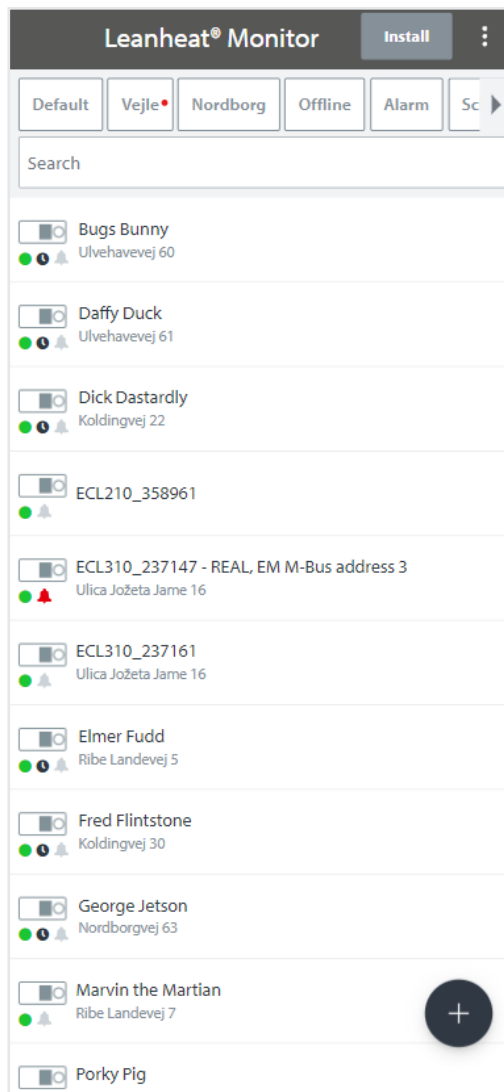 Leanheat® Monitor
Install
Default
Vejle
Nordborg
Offline
Alarm
Sc
Search
Bugs Bunny
Ulvehavevej 60
Daffy Duck
Ulvehavevej 61
Dick Dastardly
Koldingvej 22
ECL210_358961
ECL310_237147 - REAL, EM M-Bus address 3
Ulica Jožeta Jame 16
ECL310_237161
Ulica Jožeta Jame 16
Elmer Fudd
Ribe Landevej 5
Fred Flintstone
Koldingvej 30
George Jetson
Nordborgvej 63
Marvin the Martian
Ribe Landevej 7
Porky Pig